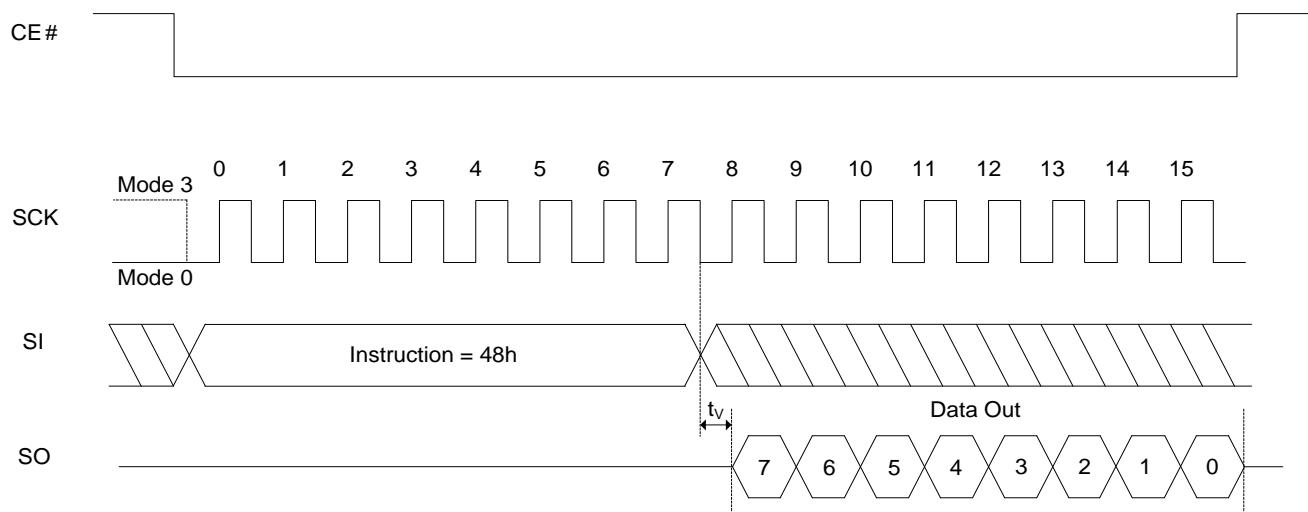 CE#
0 1 2 3 4 5 6 7 8 9 10 11 12 13 14 15
Mode 3
SCK
Mode 0
SI
Instruction = 48h
tV
Data Out
SO
7 6 5 4 3 2 1 0